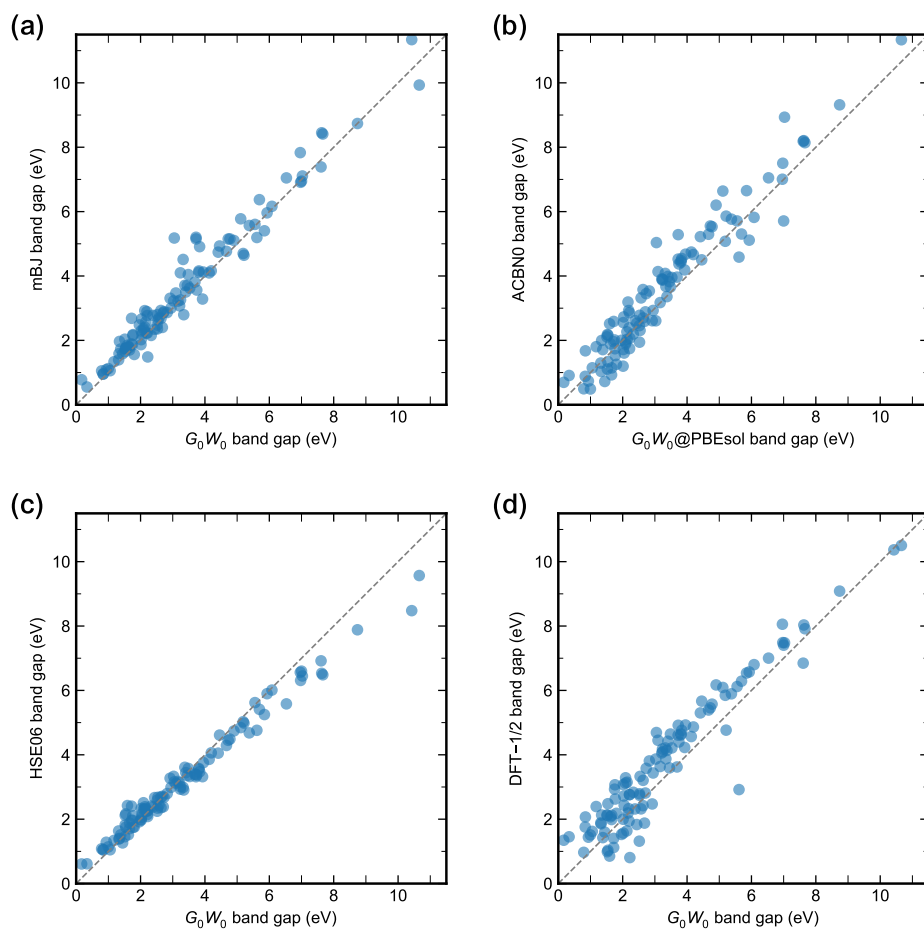 (a)
10
8
6
4
2
0
0 2 4 6 8 10
mBJ band gap (eV)
G₀W₀ band gap (eV)
(b)
10
8
6
4
2
0
0 2 4 6 8 10
ACBN0 band gap (eV)
G₀W₀@PBEsol band gap (eV)
(c)
10
8
6
4
2
0
0 2 4 6 8 10
HSE06 band gap (eV)
G₀W₀ band gap (eV)
(d)
10
8
6
4
2
0
0 2 4 6 8 10
DFT−1/2 band gap (eV)
G₀W₀ band gap (eV)